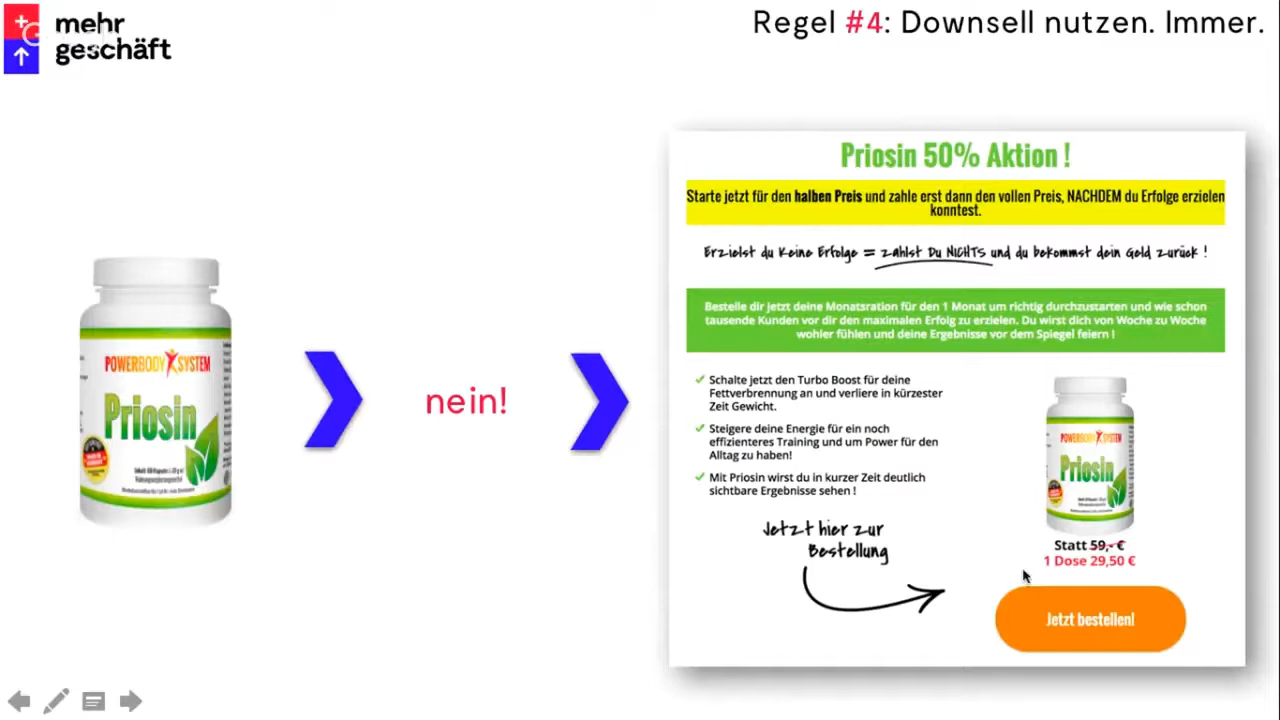 mehr
geschäft
Regel #4: Downsell nutzen. Immer.
POWERBODY SYSTEM
Priosin
nein!
Priosin 50% Aktion !
Starte jetzt für den halben Preis und zahle erst dann den vollen Preis, NACHDEM du Erfolge erzielen
konntest.
Erzielst du Keine Erfolge = zahlst Du NICHTS und du bekommst dein Geld zurück !
Bestelle dir jetzt deine Monatsration für den 1 Monat um richtig durchzustarten und wie schon
tausende Kunden vor dir den maximalen Erfolg zu erzielen. Du wirst dich von Woche zu Woche
wohler fühlen und deine Ergebnisse vor dem Spiegel feiern !
Schalte jetzt den Turbo Boost für deine
Fettverbrennung an und verliere in kürzester
Zeit Gewicht.
Steigere deine Energie für ein noch
effizienteres Training und um Power für den
Alltag zu haben!
Mit Priosin wirst du in kurzer Zeit deutlich
sichtbare Ergebnisse sehen !
Jetzt hier zur
Bestellung
POWERBODY SYSTEM
Priosin
Statt 59,- €
1 Dose 29,50 €
Jetzt bestellen!